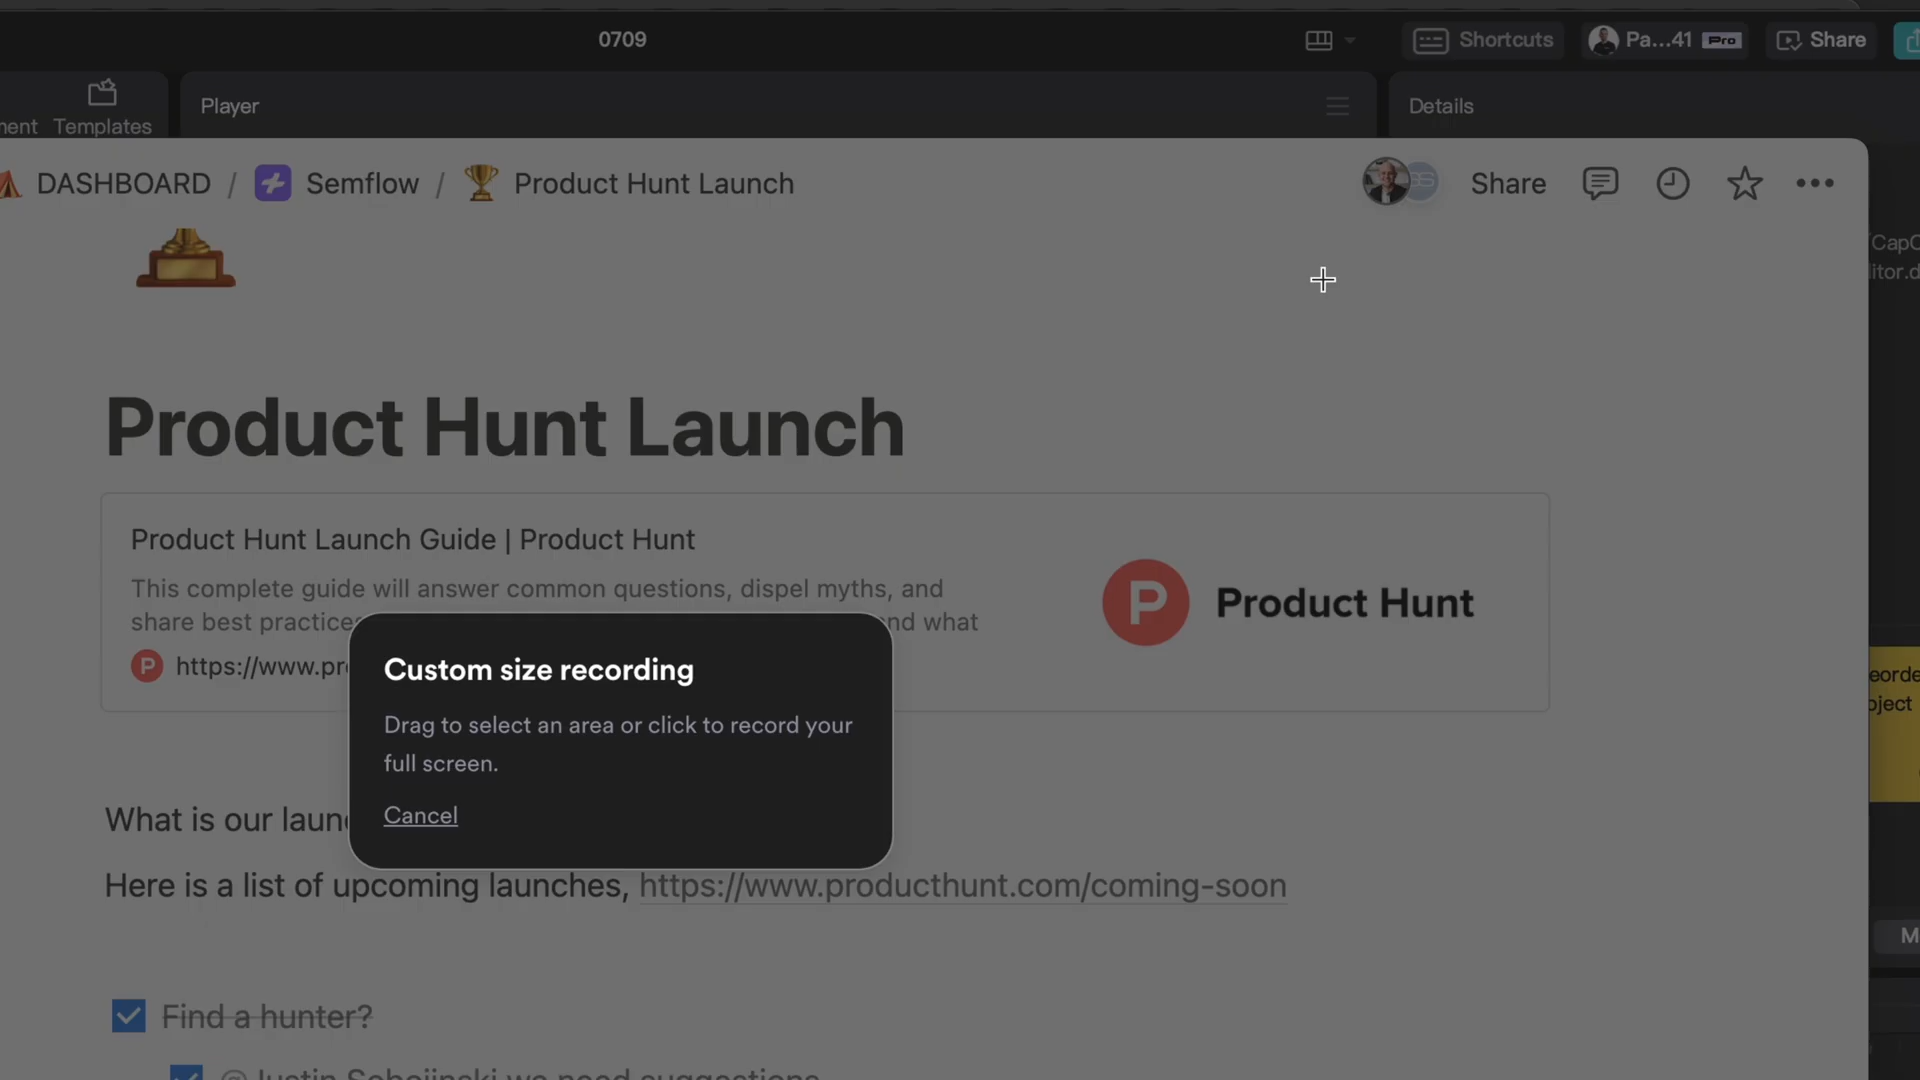 0709
Shortcuts
Pa...41 Pro
Share
Templates
Player
Details
DASHBOARD / Semflow / Product Hunt Launch
Share
Product Hunt Launch
Product Hunt Launch Guide | Product Hunt
This complete guide will answer common questions, dispel myths, and
share best practices nd what
https://www.pr
P Product Hunt
Custom size recording
Drag to select an area or click to record your
full screen.
Cancel
What is our laun
Here is a list of upcoming launches, https://www.producthunt.com/coming-soon
Find a hunter?
we need suggestions